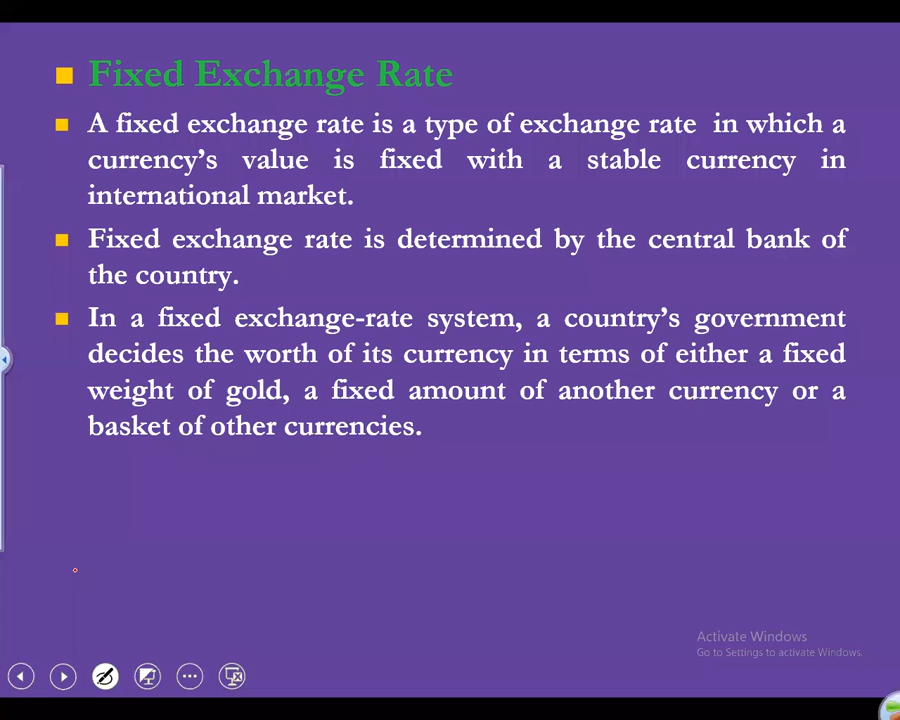 Fixed Exchange Rate
A fixed exchange rate is a type of exchange rate in which a
currency’s value is fixed with a stable currency in
international market.
Fixed exchange rate is determined by the central bank of
the country.
In a fixed exchange-rate system, a country’s government
decides the worth of its currency in terms of either a fixed
weight of gold, a fixed amount of another currency or a
basket of other currencies.
Activate Windows
Go to Settings to activate Windows.